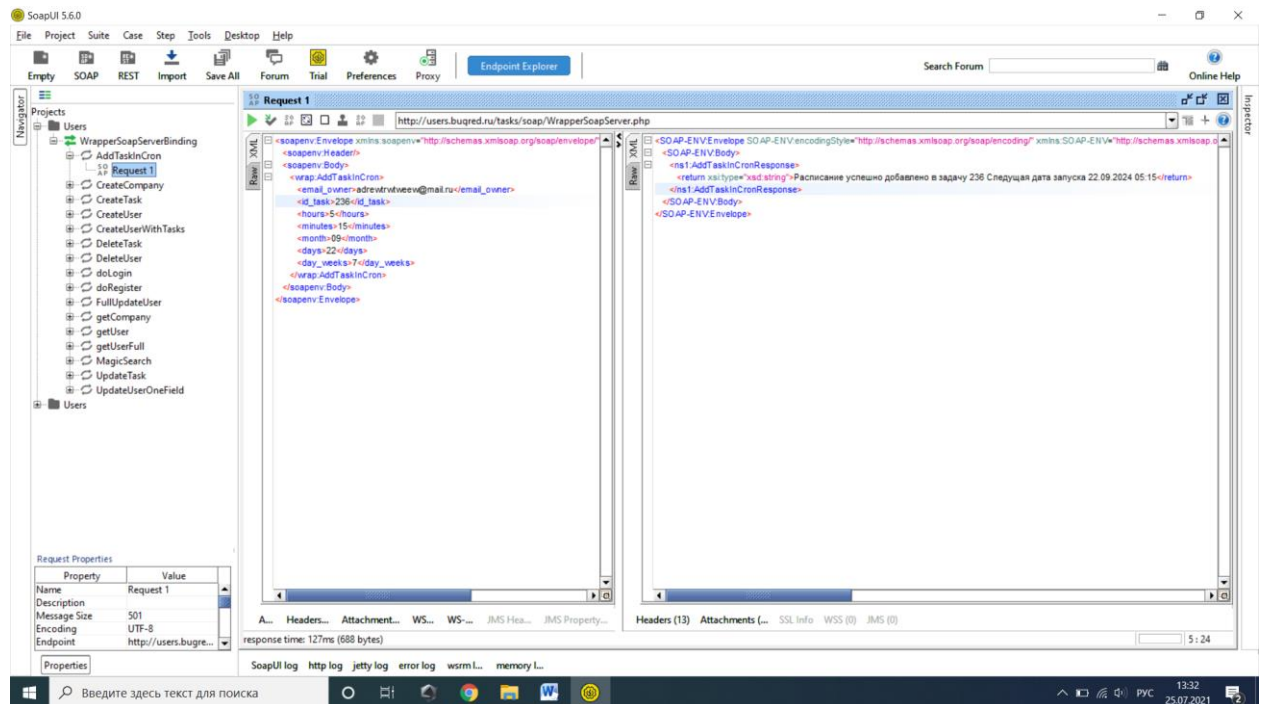 SoapUI 5.6.0
File Project Suite Case Step Tools Desktop Help
Empty SOAP REST Import Save All Forum Trial Preferences Proxy Endpoint Explorer Search Forum Online Help
Navigator
Projects
Users
WrapperSoapServerBinding
AddTaskInCron
Request 1
CreateCompany
CreateTask
CreateUser
CreateUserWithTasks
DeleteTask
DeleteUser
doLogin
doRegister
FullUpdateUser
getCompany
getUser
getUserFull
MagicSearch
UpdateTask
UpdateUserOneField
Users
Request Properties
Property Value
Name Request 1
Description
Message Size 501
Encoding UTF-8
Endpoint http://users.bugre...
Properties
Request 1
http://users.bugred.ru/tasks/soap/WrapperSoapServer.php
XML
Raw
<soapenv:Envelope xmlns:soapenv="http://schemas.xmlsoap.org/soap/envelope/"
<soapenv:Header/>
<soapenv:Body>
<wrap:AddTaskInCron>
<email_owner>adrewtrvtweew@mail.ru</email_owner>
<id_task>236</id_task>
<hours>5</hours>
<minutes>15</minutes>
<month>09</month>
<days>22</days>
<day_weeks>7</day_weeks>
</wrap:AddTaskInCron>
</soapenv:Body>
</soapenv:Envelope>
A... Headers... Attachment... WS... WS-... JMS Hea... JMS Property...
XML
Raw
<SOAP-ENV:Envelope SOAP-ENV:encodingStyle="http://schemas.xmlsoap.org/soap/encoding/" xmlns:SOAP-ENV="http://schemas.xmlsoap.o
<SOAP-ENV:Body>
<ns1:AddTaskInCronResponse>
<return xsi:type="xsd:string">Расписание успешно добавлено в задачу 236 Следущая дата запуска 22.09.2024 05:15</return>
</ns1:AddTaskInCronResponse>
</SOAP-ENV:Body>
</SOAP-ENV:Envelope>
Headers (13) Attachments (... SSL Info WSS (0) JMS (0)
response time: 127ms (688 bytes) 5 : 24
SoapUI log http log jetty log error log wsrm l... memory l...
Inspector
Введите здесь текст для поиска
РУС 13:32
25.07.2021
2